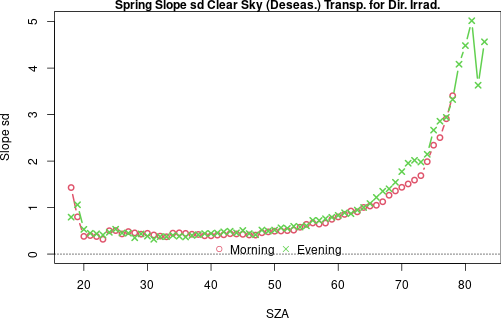 Spring Slope sd Clear Sky (Deseas.) Transp. for Dir. Irrad.
Slope sd
5
4
3
2
1
0
Morning Evening
20 30 40 50 60 70 80
SZA